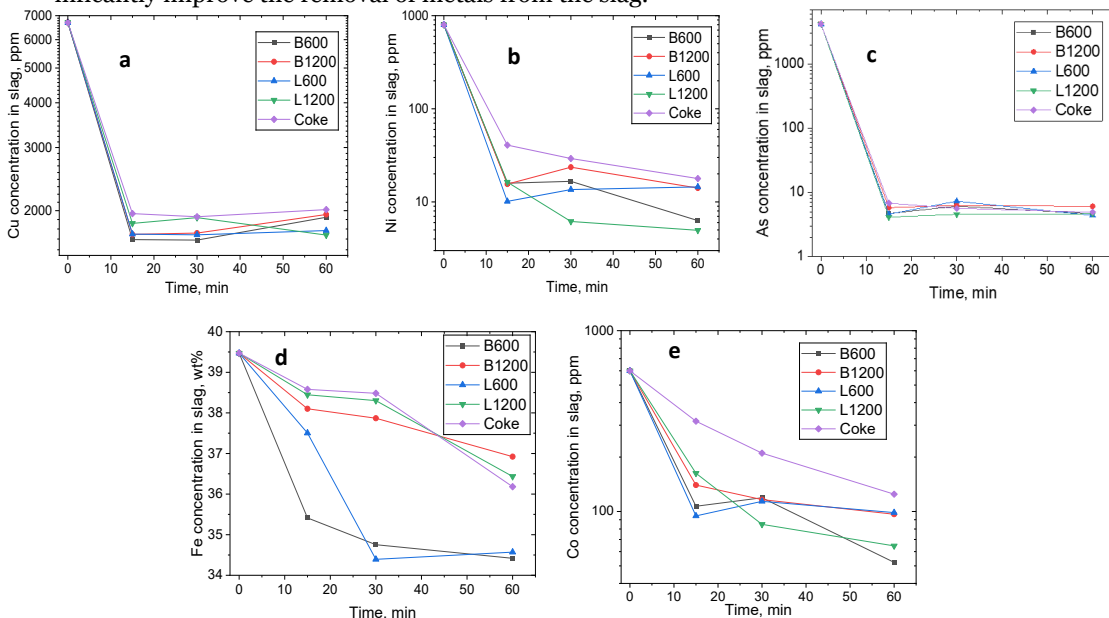 nificantly improve the removal of metals from the slag.
7000
6000
5000
4000
3000
2000
Cu concentration in slag, ppm
a
B600
B1200
L600
L1200
Coke
0 10 20 30 40 50 60
Time, min
1000
100
10
Ni concentration in slag, ppm
b
B600
B1200
L600
L1200
Coke
0 10 20 30 40 50 60
Time, min
1000
100
10
1
As concentration in slag, ppm
c
B600
B1200
L600
L1200
Coke
0 10 20 30 40 50 60
Time, min
40
39
38
37
36
35
34
Fe concentration in slag, wt%
d
B600
B1200
L600
L1200
Coke
0 10 20 30 40 50 60
Time, min
1000
100
Co concentration in slag, ppm
e
B600
B1200
L600
L1200
Coke
0 10 20 30 40 50 60
Time, min